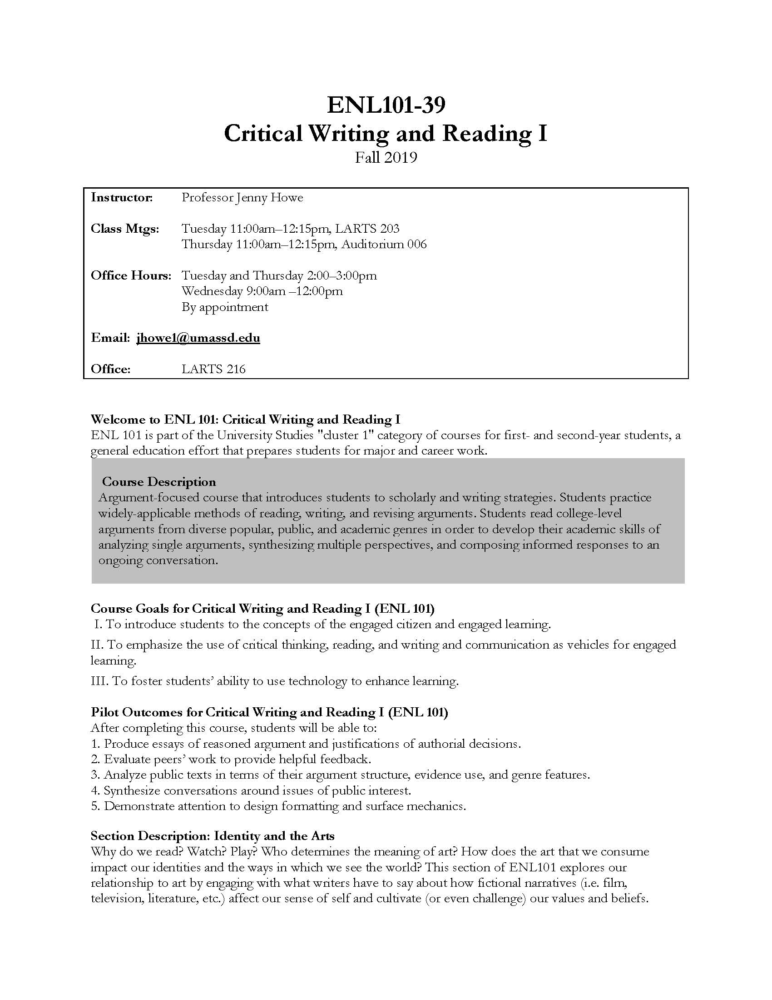 ENL101-39
Critical Writing and Reading I
Fall 2019
Instructor: Professor Jenny Howe
Class Mtgs: Tuesday 11:00am–12:15pm, LARTS 203
Thursday 11:00am–12:15pm, Auditorium 006
Office Hours: Tuesday and Thursday 2:00–3:00pm
Wednesday 9:00am –12:00pm
By appointment
Email: jhowe1@umassd.edu
Office: LARTS 216
Welcome to ENL 101: Critical Writing and Reading I
ENL 101 is part of the University Studies "cluster 1" category of courses for first- and second-year students, a
general education effort that prepares students for major and career work.
Course Description
Argument-focused course that introduces students to scholarly and writing strategies. Students practice
widely-applicable methods of reading, writing, and revising arguments. Students read college-level
arguments from diverse popular, public, and academic genres in order to develop their academic skills of
analyzing single arguments, synthesizing multiple perspectives, and composing informed responses to an
ongoing conversation.
Course Goals for Critical Writing and Reading I (ENL 101)
I. To introduce students to the concepts of the engaged citizen and engaged learning.
II. To emphasize the use of critical thinking, reading, and writing and communication as vehicles for engaged
learning.
III. To foster students’ ability to use technology to enhance learning.
Pilot Outcomes for Critical Writing and Reading I (ENL 101)
After completing this course, students will be able to:
1. Produce essays of reasoned argument and justifications of authorial decisions.
2. Evaluate peers’ work to provide helpful feedback.
3. Analyze public texts in terms of their argument structure, evidence use, and genre features.
4. Synthesize conversations around issues of public interest.
5. Demonstrate attention to design formatting and surface mechanics.
Section Description: Identity and the Arts
Why do we read? Watch? Play? Who determines the meaning of art? How does the art that we consume
impact our identities and the ways in which we see the world? This section of ENL101 explores our
relationship to art by engaging with what writers have to say about how fictional narratives (i.e. film,
television, literature, etc.) affect our sense of self and cultivate (or even challenge) our values and beliefs.